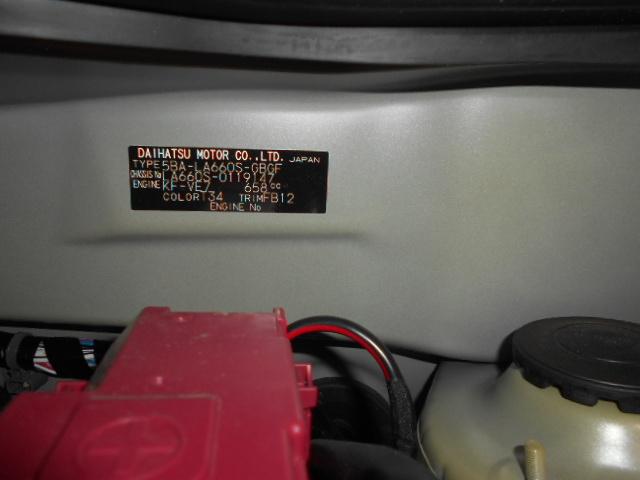 DAIHATSU MOTOR CO.,LTD. JAPAN
TYPE 5BA-LA660S-GBGF
CHASSIS No LA660S-0119147
ENGINE KF-VE7 658cc
COLOR T34 TRIM FB12
ENGINE No